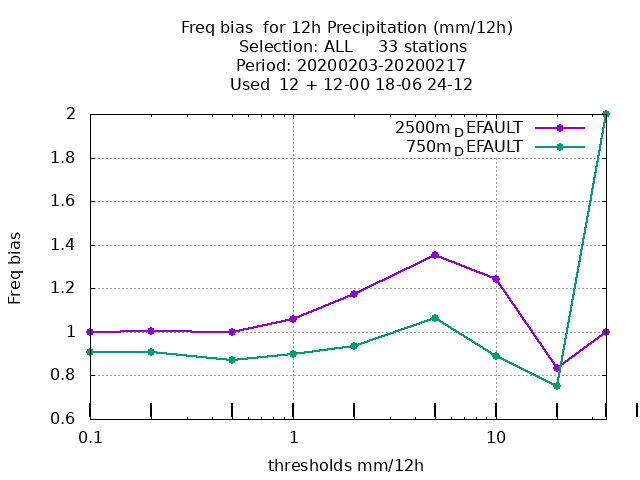 Freq bias  for 12h Precipitation (mm/12h)
Selection: ALL     33 stations
Period: 20200203-20200217
Used  12 + 12-00 18-06 24-12
2500m_DEFAULT
750m_DEFAULT
2
1.8
1.6
1.4
1.2
1
0.8
0.6
Freq bias
0.1 1 10
thresholds mm/12h